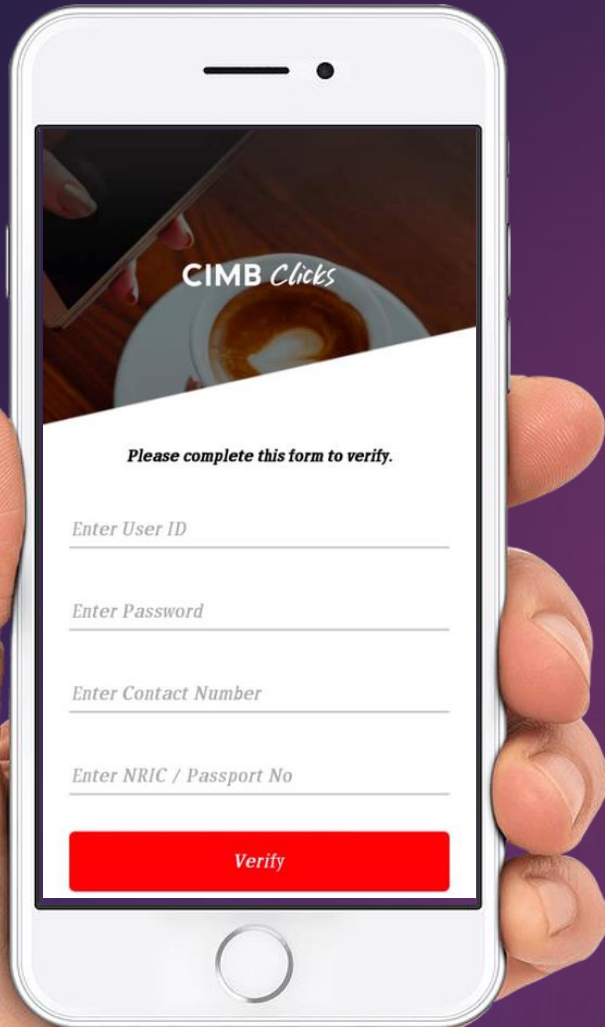 CIMB Clicks
Please complete this form to verify.
Enter User ID
Enter Password
Enter Contact Number
Enter NRIC / Passport No
Verify